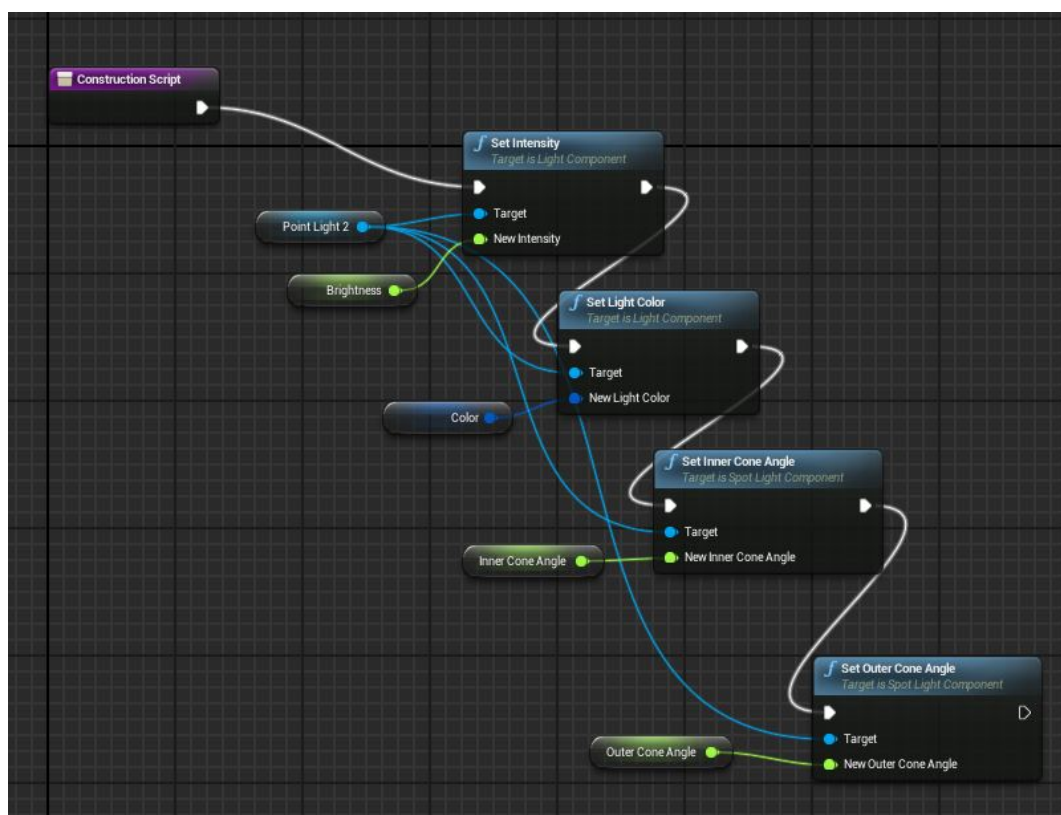 Construction Script
Set Intensity
Target is Light Component
Target
New Intensity
Point Light 2
Brightness
Set Light Color
Target is Light Component
Target
New Light Color
Color
Set Inner Cone Angle
Target is Spot Light Component
Target
New Inner Cone Angle
Inner Cone Angle
Set Outer Cone Angle
Target is Spot Light Component
Target
New Outer Cone Angle
Outer Cone Angle